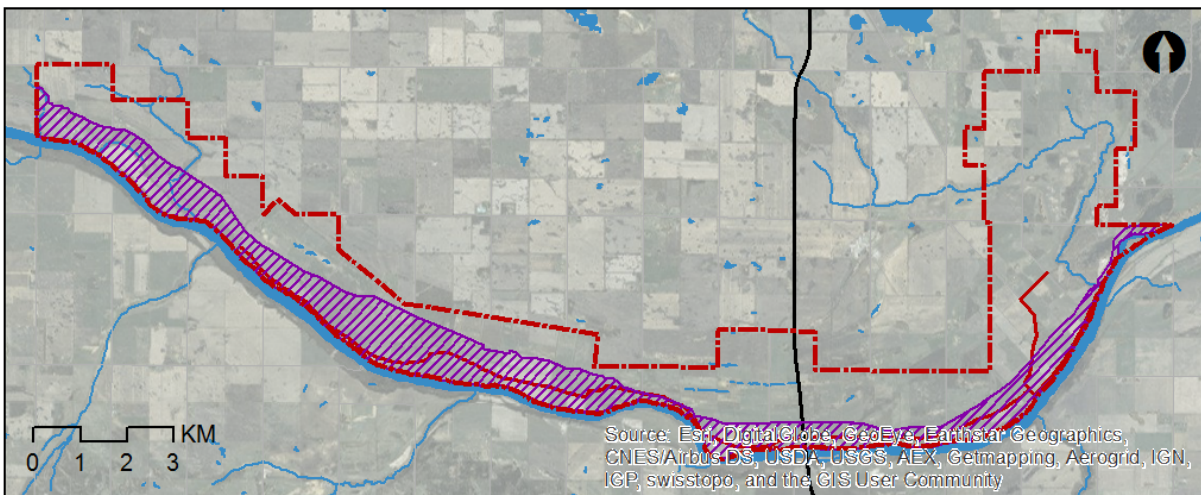 KM
0 1 2 3
Source: Esri, DigitalGlobe, GeoEye, Earthstar Geographics,
CNES/Airbus DS, USDA, USGS, AEX, Getmapping, Aerogrid, IGN,
IGP, swisstopo, and the GIS User Community